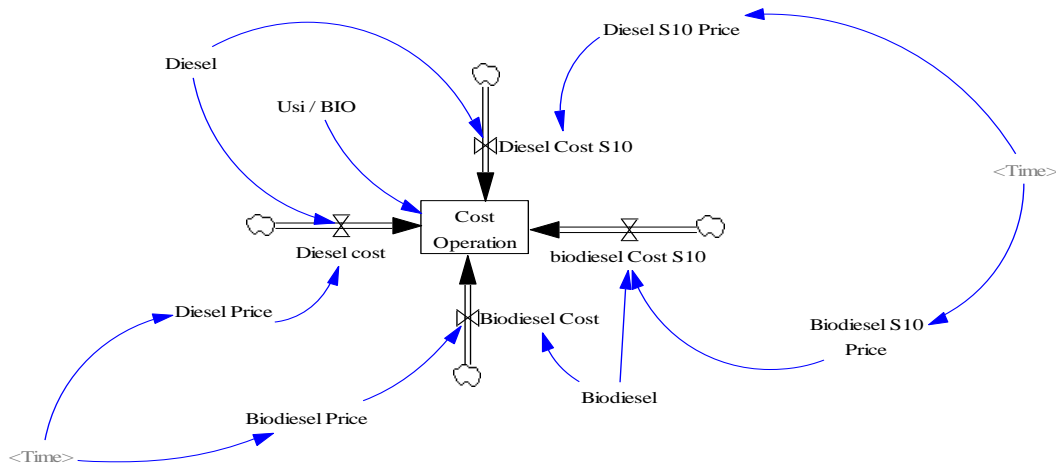 Diesel S10 Price
Diesel
Usi / BIO
Diesel Cost S10
<Time>
Cost
Operation
Diesel cost
biodiesel Cost S10
Diesel Price
Biodiesel Cost
Biodiesel S10
Price
Biodiesel
Biodiesel Price
<Time>